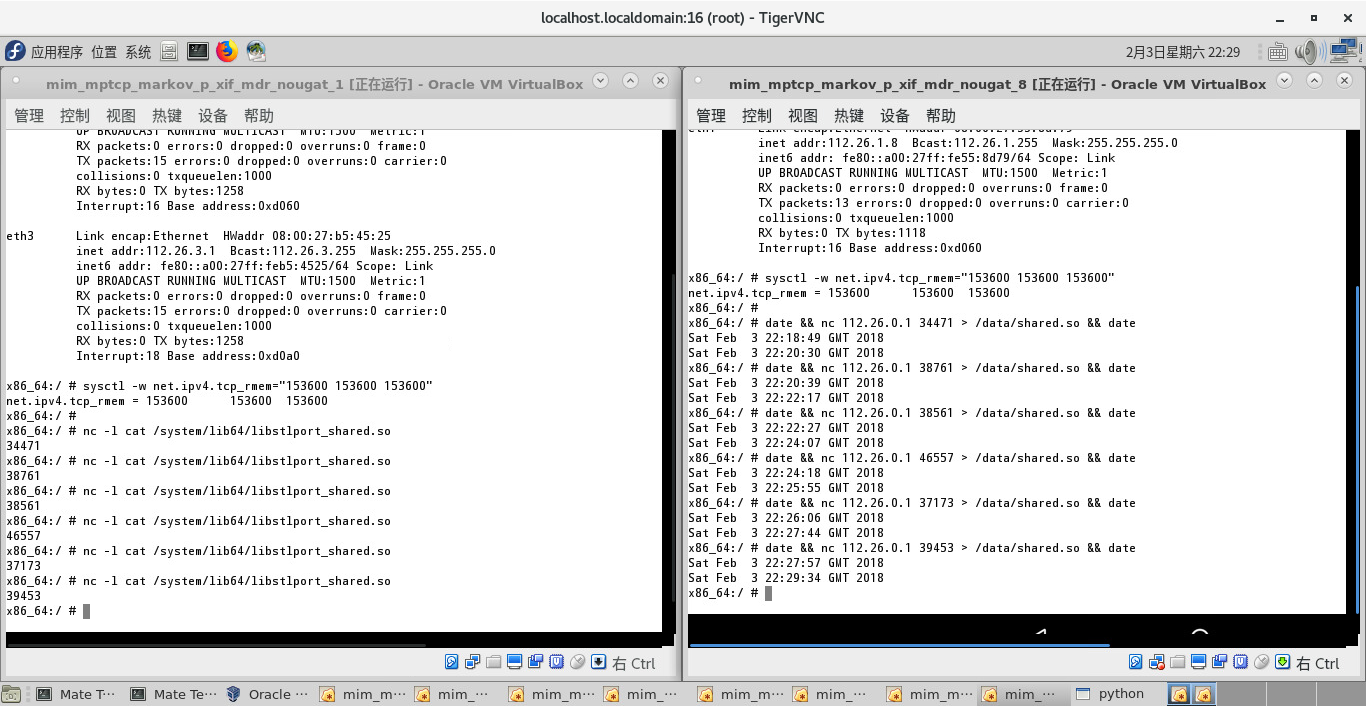 localhost.localdomain:16 (root) - TigerVNC
应用程序 位置 系统
2月3日星期六 22:29
mim_mptcp_markov_p_xif_mdr_nougat_1 [正在运行] - Oracle VM VirtualBox
管理 控制 视图 热键 设备 帮助
UP BROADCAST RUNNING MULTICAST  MTU:1500  Metric:1
RX packets:0 errors:0 dropped:0 overruns:0 frame:0
TX packets:15 errors:0 dropped:0 overruns:0 carrier:0
collisions:0 txqueuelen:1000
RX bytes:0 TX bytes:1258
Interrupt:16 Base address:0xd060
eth3      Link encap:Ethernet  HWaddr 08:00:27:b5:45:25
inet addr:112.26.3.1  Bcast:112.26.3.255  Mask:255.255.255.0
inet6 addr: fe80::a00:27ff:feb5:4525/64 Scope: Link
UP BROADCAST RUNNING MULTICAST  MTU:1500  Metric:1
RX packets:0 errors:0 dropped:0 overruns:0 frame:0
TX packets:15 errors:0 dropped:0 overruns:0 carrier:0
collisions:0 txqueuelen:1000
RX bytes:0 TX bytes:1258
Interrupt:18 Base address:0xd0a0
x86_64:/ # sysctl -w net.ipv4.tcp_rmem="153600 153600 153600"
net.ipv4.tcp_rmem = 153600      153600  153600
x86_64:/ #
x86_64:/ # nc -l cat /system/lib64/libstlport_shared.so
34471
x86_64:/ # nc -l cat /system/lib64/libstlport_shared.so
38761
x86_64:/ # nc -l cat /system/lib64/libstlport_shared.so
38561
x86_64:/ # nc -l cat /system/lib64/libstlport_shared.so
46557
x86_64:/ # nc -l cat /system/lib64/libstlport_shared.so
37173
x86_64:/ # nc -l cat /system/lib64/libstlport_shared.so
39453
x86_64:/ #
右 Ctrl
mim_mptcp_markov_p_xif_mdr_nougat_8 [正在运行] - Oracle VM VirtualBox
管理 控制 视图 热键 设备 帮助
inet addr:112.26.1.8  Bcast:112.26.1.255  Mask:255.255.255.0
inet6 addr: fe80::a00:27ff:fe55:8d79/64 Scope: Link
UP BROADCAST RUNNING MULTICAST  MTU:1500  Metric:1
RX packets:0 errors:0 dropped:0 overruns:0 frame:0
TX packets:13 errors:0 dropped:0 overruns:0 carrier:0
collisions:0 txqueuelen:1000
RX bytes:0 TX bytes:1118
Interrupt:16 Base address:0xd060
x86_64:/ # sysctl -w net.ipv4.tcp_rmem="153600 153600 153600"
net.ipv4.tcp_rmem = 153600      153600  153600
x86_64:/ #
x86_64:/ # date && nc 112.26.0.1 34471 > /data/shared.so && date
Sat Feb  3 22:18:49 GMT 2018
Sat Feb  3 22:20:30 GMT 2018
x86_64:/ # date && nc 112.26.0.1 38761 > /data/shared.so && date
Sat Feb  3 22:20:39 GMT 2018
Sat Feb  3 22:22:17 GMT 2018
x86_64:/ # date && nc 112.26.0.1 38561 > /data/shared.so && date
Sat Feb  3 22:22:27 GMT 2018
Sat Feb  3 22:24:07 GMT 2018
x86_64:/ # date && nc 112.26.0.1 46557 > /data/shared.so && date
Sat Feb  3 22:24:18 GMT 2018
Sat Feb  3 22:25:55 GMT 2018
x86_64:/ # date && nc 112.26.0.1 37173 > /data/shared.so && date
Sat Feb  3 22:26:06 GMT 2018
Sat Feb  3 22:27:44 GMT 2018
x86_64:/ # date && nc 112.26.0.1 39453 > /data/shared.so && date
Sat Feb  3 22:27:57 GMT 2018
Sat Feb  3 22:29:34 GMT 2018
x86_64:/ #
右 Ctrl
Mate T··· Mate Te··· Oracle ··· mim_m··· mim_··· mim_m··· mim_··· mim_m··· mim_··· mim_m··· mim_··· python